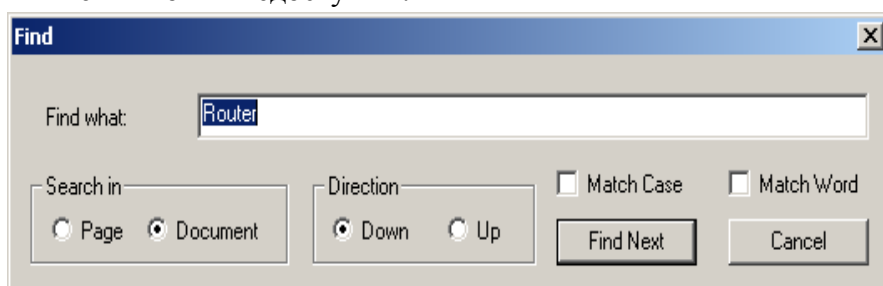 Find
Find what: Router
Search in
Page Document
Direction
Down Up
Match Case Match Word
Find Next Cancel